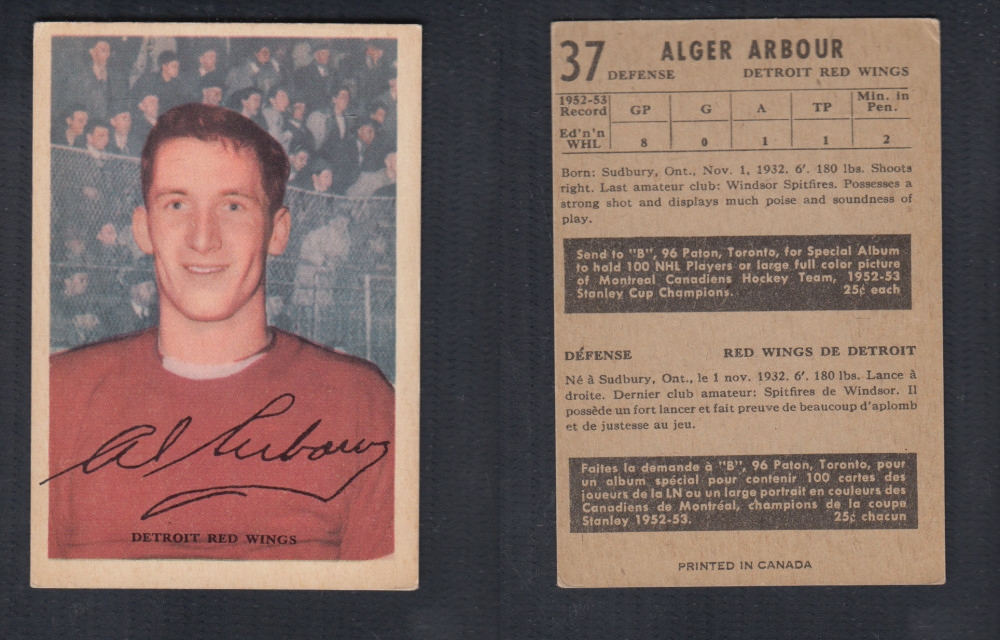 Al Arbour
DETROIT RED WINGS
37 ALGER ARBOUR
DEFENSE DETROIT RED WINGS
1952-53 Record GP G A TP Min. in Pen.
Ed'n'n WHL 8 0 1 1 2
Born: Sudbury, Ont., Nov. 1, 1932. 6'. 180 lbs. Shoots
right. Last amateur club: Windsor Spitfires. Possesses a
strong shot and displays much poise and soundness of
play.
Send to "B", 96 Paton, Toronto, for Special Album
to hold 100 NHL Players or large full color picture
of Montreal Canadiens Hockey Team, 1952-53
Stanley Cup Champions. 25¢ each
DÉFENSE RED WINGS DE DETROIT
Né à Sudbury, Ont., le 1 nov. 1932. 6'. 180 lbs. Lance à
droite. Dernier club amateur: Spitfires de Windsor. Il
possède un fort lancer et fait preuve de beaucoup d'aplomb
et de justesse au jeu.
Faites la demande à "B", 96 Paton, Toronto, pour
un album spécial pour contenir 100 cartes des
joueurs de la LN ou un large portrait en couleurs des
Canadiens de Montréal, champions de la coupe
Stanley 1952-53. 25¢ chacun
PRINTED IN CANADA